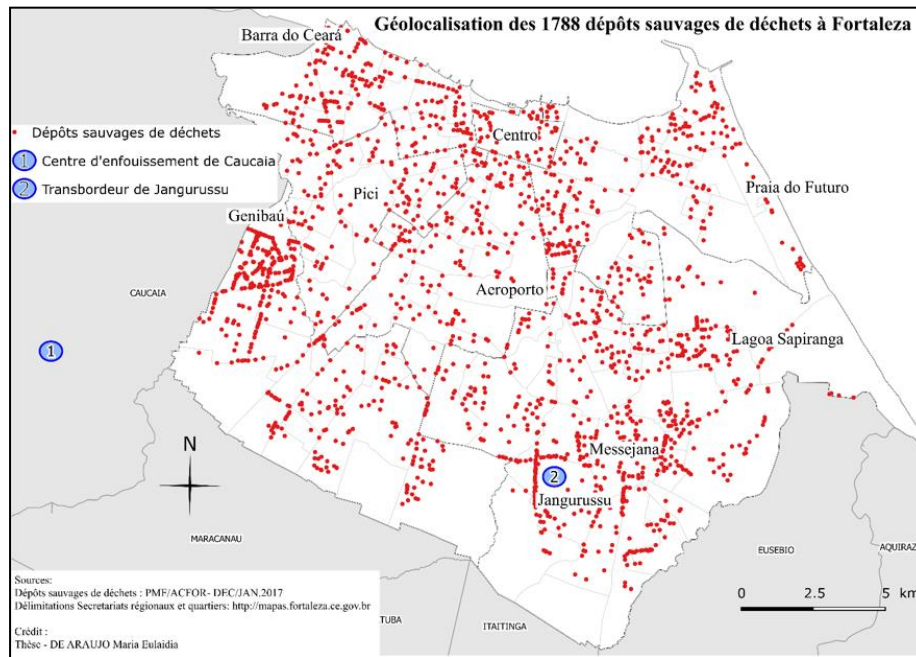 Géolocalisation des 1788 dépôts sauvages de déchets à Fortaleza
Barra do Ceará
Dépôts sauvages de déchets
Centro
1 Centre d'enfouissement de Caucaia
2 Transbordeur de Jangurussu
Pici
Praia do Futuro
Genibaú
CAUCAIA
Aeroporto
Lagoa Sapiranga
1
N
Messejana
2
Jangurussu
MARACANAU
EUSEBIO
AQUIRAZ
Sources:
Dépôts sauvages de déchets : PMF/ACFOR- DEC/JAN.2017
Délimitations Secretariats régionaux et quartiers: http://mapas.fortaleza.ce.gov.br
0 2.5 5 km
TUBA
ITAITINGA
Crédit :
Thèse - DE ARAUJO Maria Eulaidia